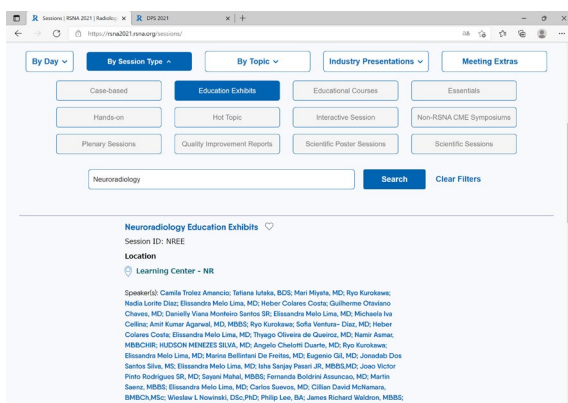 Sessions | RSNA 2021 | Radiolog
DPS 2021
https://rsna2021.rsna.org/sessions/
By Day
By Session Type
By Topic
Industry Presentations
Meeting Extras
Case-based
Education Exhibits
Educational Courses
Essentials
Hands-on
Hot Topic
Interactive Session
Non-RSNA CME Symposiums
Plenary Sessions
Quality Improvement Reports
Scientific Poster Sessions
Scientific Sessions
Neuroradiology
Search
Clear Filters
Neuroradiology Education Exhibits
Session ID: NREE
Location
Learning Center - NR
Speaker(s): Camila Trolez Amancio; Tatiana Iutaka, BDS; Mari Miyata, MD; Ryo Kurokawa;
Nadia Lorite Diaz; Elissandra Melo Lima, MD; Heber Colares Costa; Guilherme Otaviano
Chaves, MD; Danielly Viana Monteiro Santos SR; Elissandra Melo Lima, MD; Michaela Iva
Cellina; Amit Kumar Agarwal, MD, MBBS; Ryo Kurokawa; Sofia Ventura- Diaz, MD; Heber
Colares Costa; Elissandra Melo Lima, MD; Thyago Oliveira de Queiroz, MD; Namir Asmar,
MBBCHIR; HUDSON MENEZES SILVA, MD; Angelo Chelotti Duarte, MD; Ryo Kurokawa;
Elissandra Melo Lima, MD; Marina Bellintani De Freitas, MD; Eugenio Gil, MD; Jonadab Dos
Santos Silva, MS; Elissandra Melo Lima, MD; Isha Sanjay Pasari JR, MBBS,MD; Joao Victor
Pinto Rodrigues SR, MD; Sayani Mahal, MBBS; Fernanda Boldrini Assuncao, MD; Martin
Saenz, MBBS; Elissandra Melo Lima, MD; Carlos Suevos, MD; Cillian David McNamara,
BMBCh,MSc; Wieslaw L Nowinski, DSc,PhD; Philip Lee, BA; James Richard Waldron, MBBS;